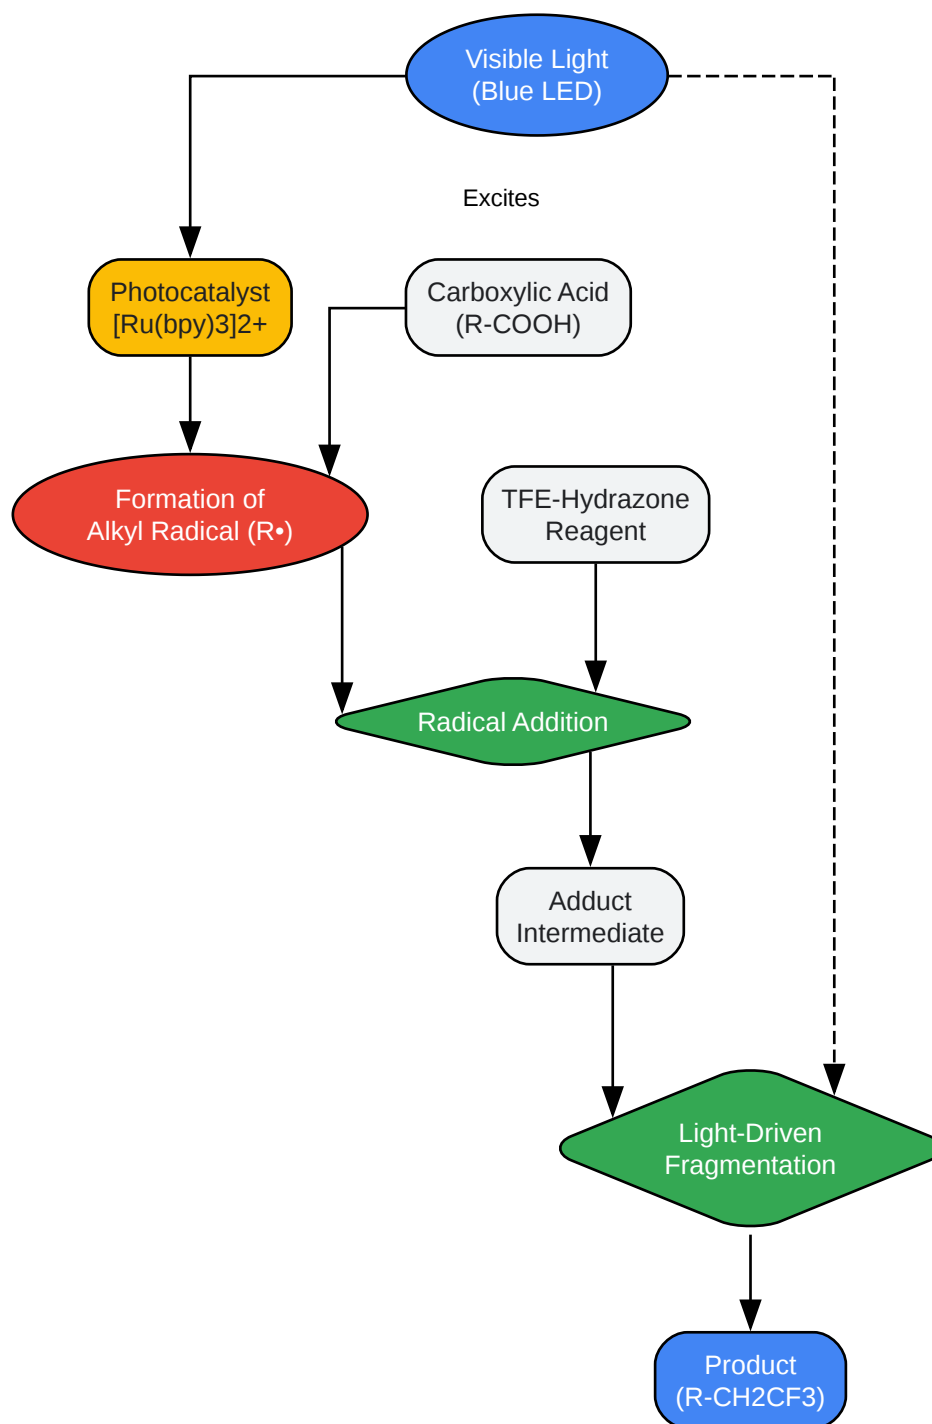 Visible Light
(Blue LED)
Excites
Photocatalyst
[Ru(bpy)3]2+
Carboxylic Acid
(R-COOH)
Formation of
Alkyl Radical (R•)
TFE-Hydrazone
Reagent
Radical Addition
Adduct
Intermediate
Light-Driven
Fragmentation
Product
(R-CH2CF3)